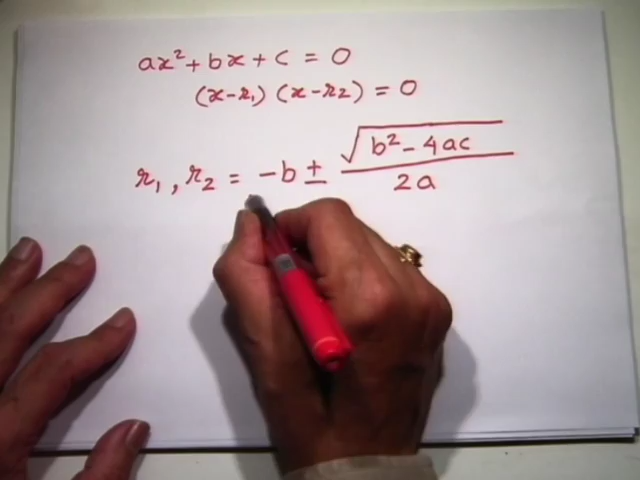 ax² + bx + c = 0
(x-r₁) (x-r₂) = 0
r₁, r₂ = -b ± √(b² - 4ac) / 2a